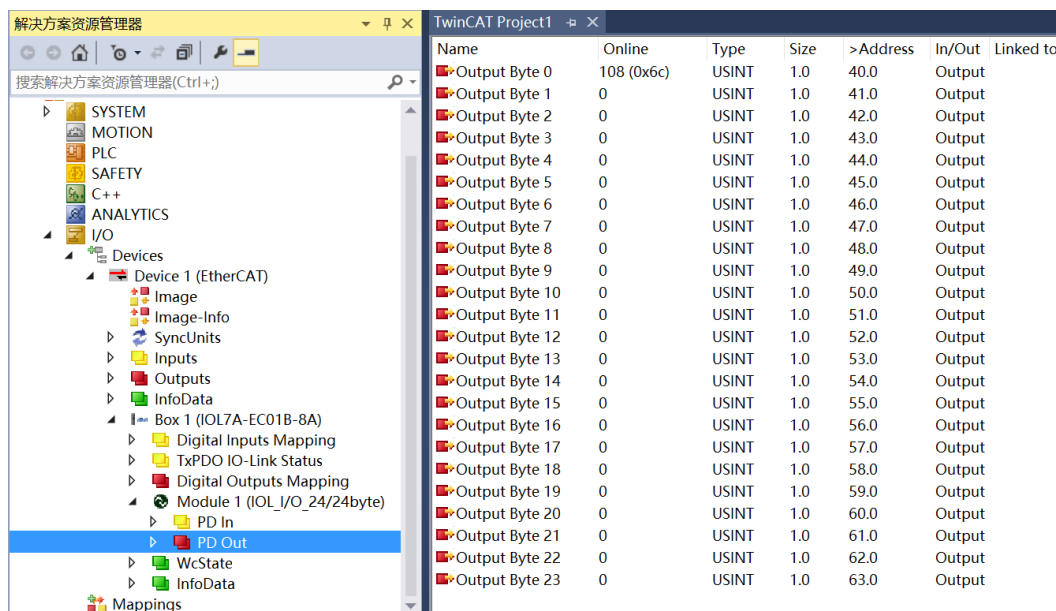 解决方案资源管理器
搜索解决方案资源管理器(Ctrl+;)
SYSTEM
MOTION
PLC
SAFETY
C++
ANALYTICS
I/O
Devices
Device 1 (EtherCAT)
Image
Image-Info
SyncUnits
Inputs
Outputs
InfoData
Box 1 (IOL7A-EC01B-8A)
Digital Inputs Mapping
TxPDO IO-Link Status
Digital Outputs Mapping
Module 1 (IOL_I/O_24/24byte)
PD In
PD Out
WcState
InfoData
Mappings
TwinCAT Project1
Name Online Type Size >Address In/Out Linked to
Output Byte 0 108 (0x6c) USINT 1.0 40.0 Output
Output Byte 1 0 USINT 1.0 41.0 Output
Output Byte 2 0 USINT 1.0 42.0 Output
Output Byte 3 0 USINT 1.0 43.0 Output
Output Byte 4 0 USINT 1.0 44.0 Output
Output Byte 5 0 USINT 1.0 45.0 Output
Output Byte 6 0 USINT 1.0 46.0 Output
Output Byte 7 0 USINT 1.0 47.0 Output
Output Byte 8 0 USINT 1.0 48.0 Output
Output Byte 9 0 USINT 1.0 49.0 Output
Output Byte 10 0 USINT 1.0 50.0 Output
Output Byte 11 0 USINT 1.0 51.0 Output
Output Byte 12 0 USINT 1.0 52.0 Output
Output Byte 13 0 USINT 1.0 53.0 Output
Output Byte 14 0 USINT 1.0 54.0 Output
Output Byte 15 0 USINT 1.0 55.0 Output
Output Byte 16 0 USINT 1.0 56.0 Output
Output Byte 17 0 USINT 1.0 57.0 Output
Output Byte 18 0 USINT 1.0 58.0 Output
Output Byte 19 0 USINT 1.0 59.0 Output
Output Byte 20 0 USINT 1.0 60.0 Output
Output Byte 21 0 USINT 1.0 61.0 Output
Output Byte 22 0 USINT 1.0 62.0 Output
Output Byte 23 0 USINT 1.0 63.0 Output